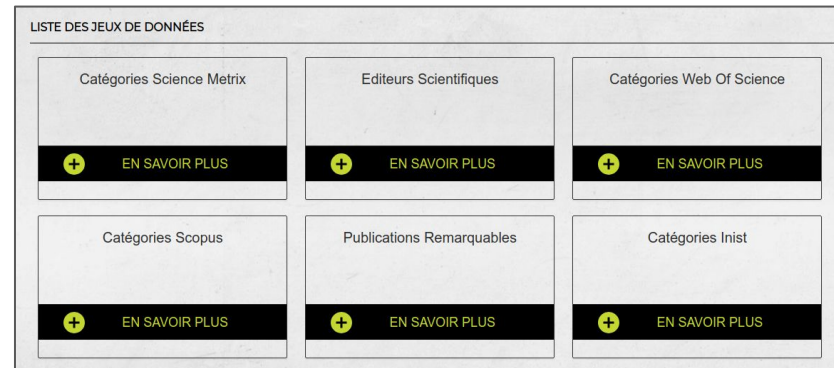 LISTE DES JEUX DE DONNÉES
Catégories Science Metrix
Editeurs Scientifiques
Catégories Web Of Science
EN SAVOIR PLUS
EN SAVOIR PLUS
EN SAVOIR PLUS
Catégories Scopus
Publications Remarquables
Catégories Inist
EN SAVOIR PLUS
EN SAVOIR PLUS
EN SAVOIR PLUS